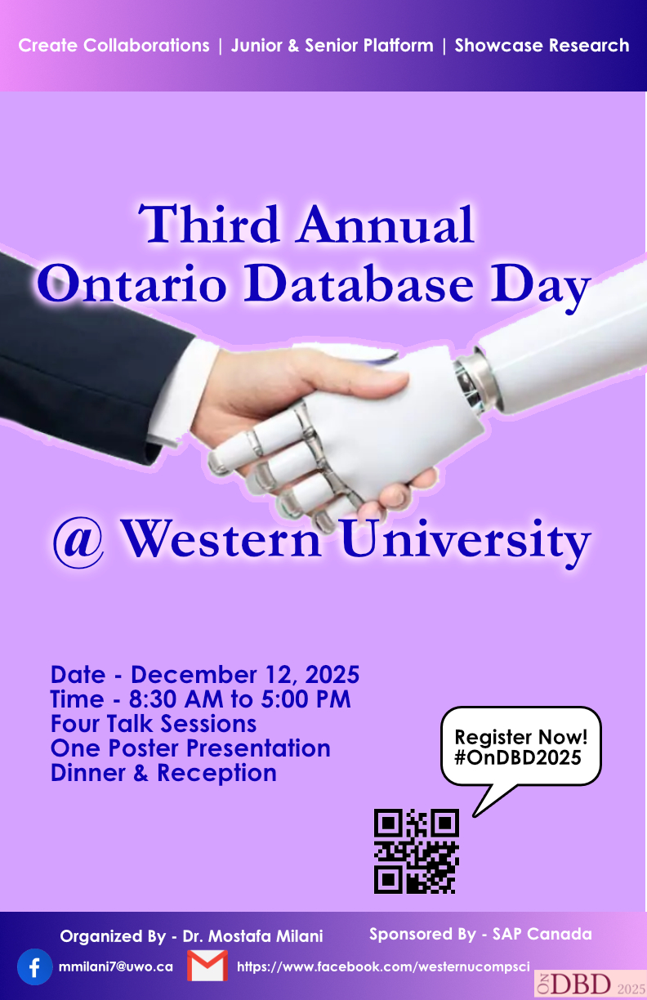 Create Collaborations | Junior & Senior Platform | Showcase Research
Third Annual
Ontario Database Day
@ Western University
Date - December 12, 2025
Time - 8:30 AM to 5:00 PM
Four Talk Sessions
One Poster Presentation
Dinner & Reception
Register Now!
#OnDBD2025
Organized By - Dr. Mostafa Milani
Sponsored By - SAP Canada
mmilani7@uwo.ca
https://www.facebook.com/westernucompsci
ON DBD 2025